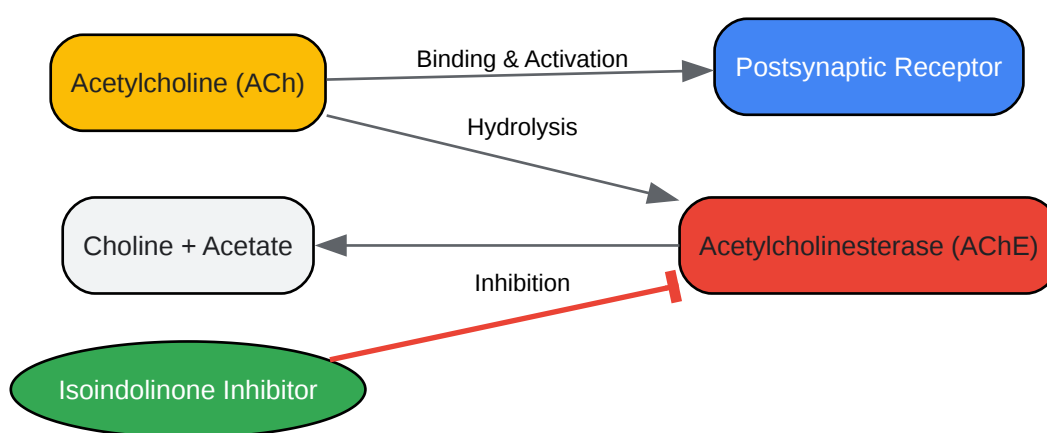 Acetylcholine (ACh)
Binding & Activation
Postsynaptic Receptor
Hydrolysis
Choline + Acetate
Acetylcholinesterase (AChE)
Inhibition
Isoindolinone Inhibitor